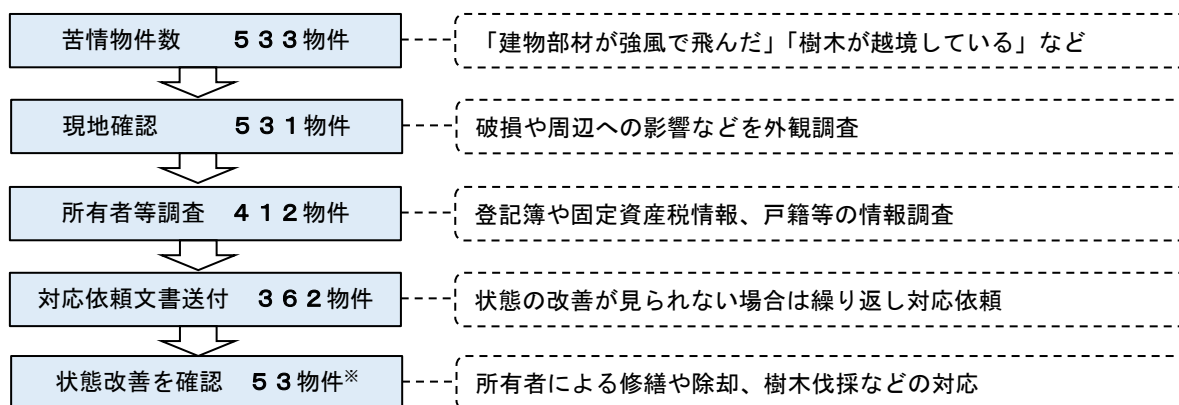 苦情物件数　　５３３物件
「建物部材が強風で飛んだ」「樹木が越境している」など
現地確認　　　５３１物件
破損や周辺への影響などを外観調査
所有者等調査　４１２物件
登記簿や固定資産税情報、戸籍等の情報調査
対応依頼文書送付　３６２物件
状態の改善が見られない場合は繰り返し対応依頼
状態改善を確認　５３物件※
所有者による修繕や除却、樹木伐採などの対応